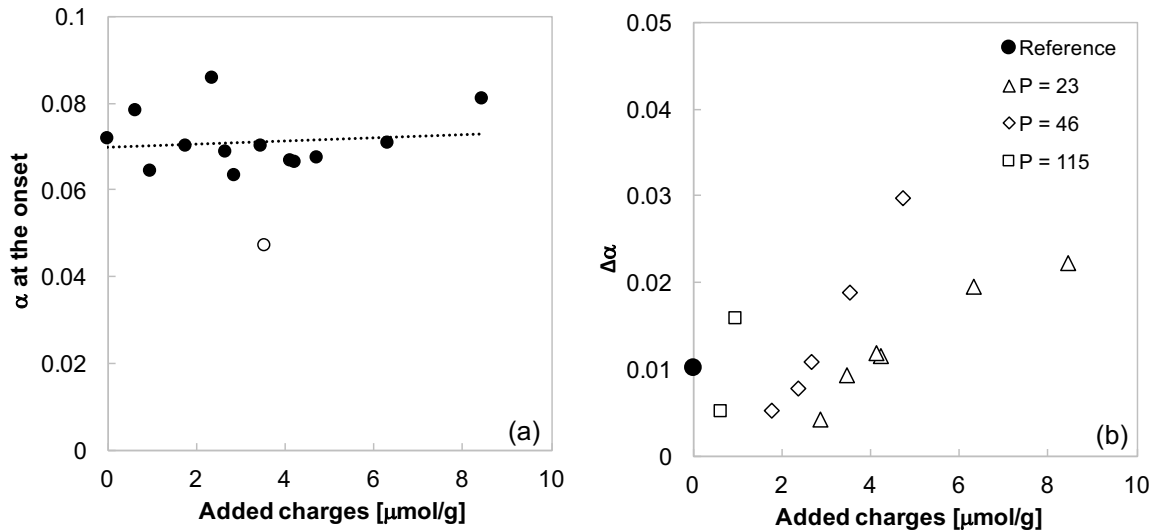 0.1
0.08
0.06
0.04
0.02
0
α at the onset
0 2 4 6 8 10
Added charges [μmol/g]
(a)
0.05
0.04
0.03
0.02
0.01
0
Δα
0 2 4 6 8 10
Added charges [μmol/g]
Reference
P = 23
P = 46
P = 115
(b)